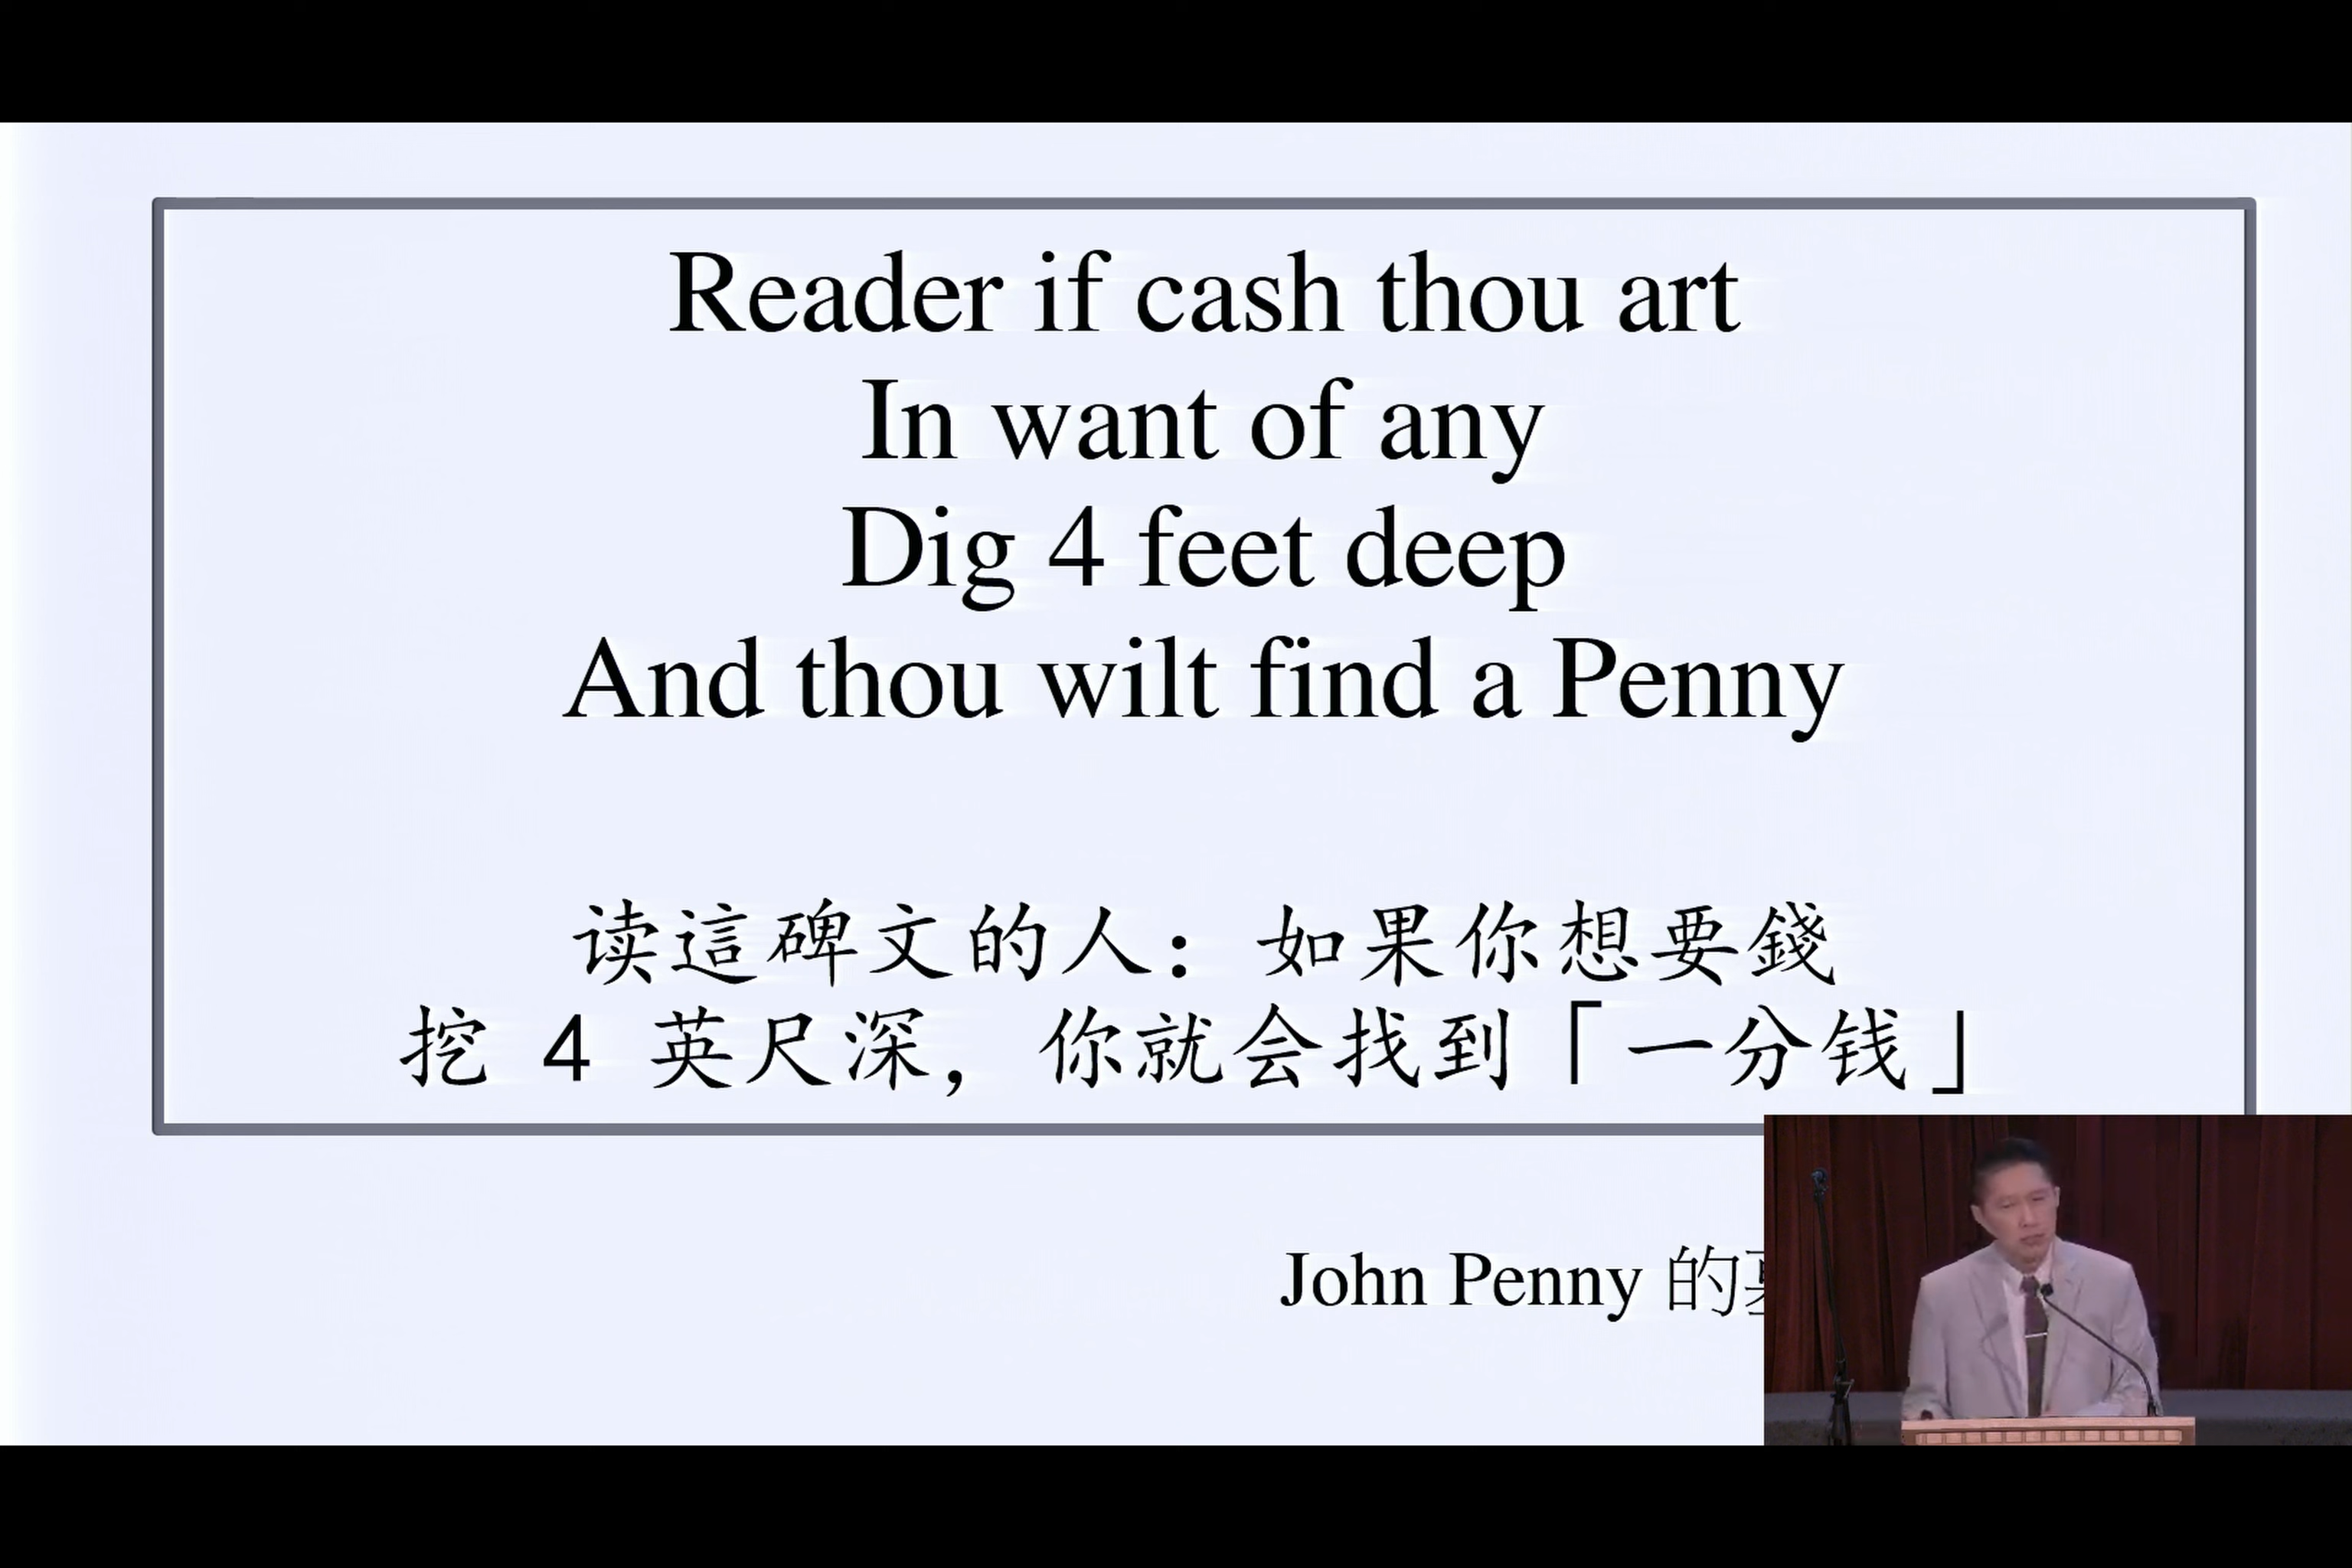 Reader if cash thou art
In want of any
Dig 4 feet deep
And thou wilt find a Penny
读這碑文的人：如果你想要錢
挖 4 英尺深，你就会找到「一分钱」
John Penny 的